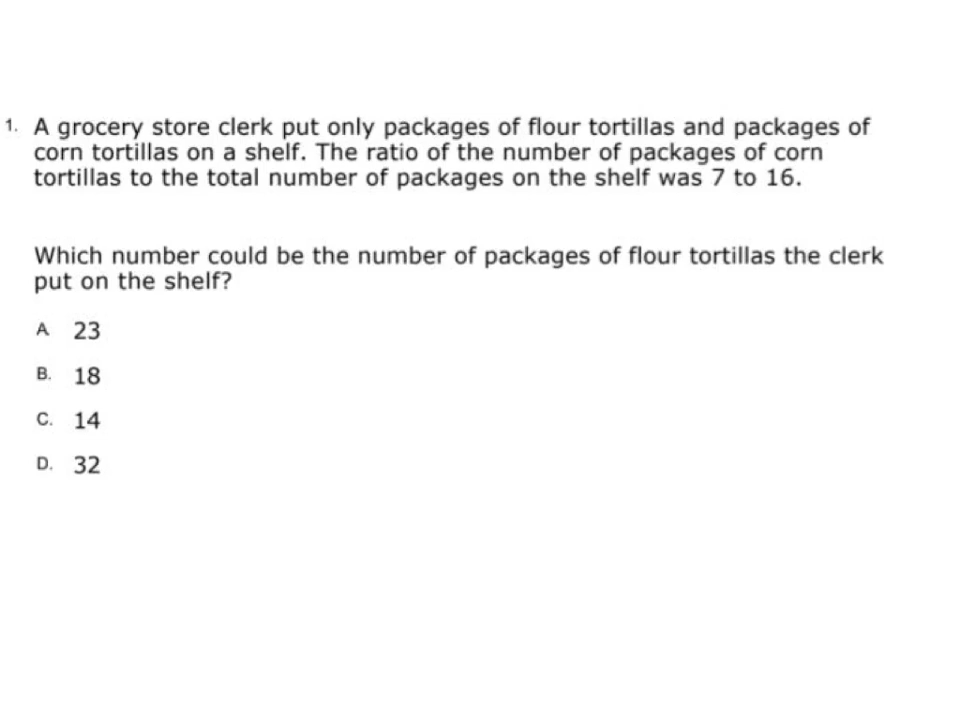 1. A grocery store clerk put only packages of flour tortillas and packages of
corn tortillas on a shelf. The ratio of the number of packages of corn
tortillas to the total number of packages on the shelf was 7 to 16.
Which number could be the number of packages of flour tortillas the clerk
put on the shelf?
A 23
B. 18
C. 14
D. 32